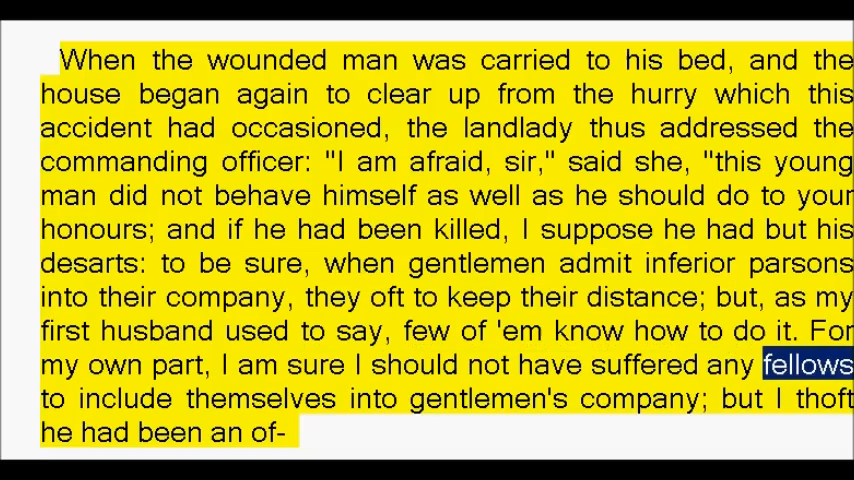 When the wounded man was carried to his bed, and the
house began again to clear up from the hurry which this
accident had occasioned, the landlady thus addressed the
commanding officer: "I am afraid, sir," said she, "this young
man did not behave himself as well as he should do to your
honours; and if he had been killed, I suppose he had but his
desarts: to be sure, when gentlemen admit inferior parsons
into their company, they oft to keep their distance; but, as my
first husband used to say, few of 'em know how to do it. For
my own part, I am sure I should not have suffered any fellows
to include themselves into gentlemen's company; but I thoft
he had been an of-